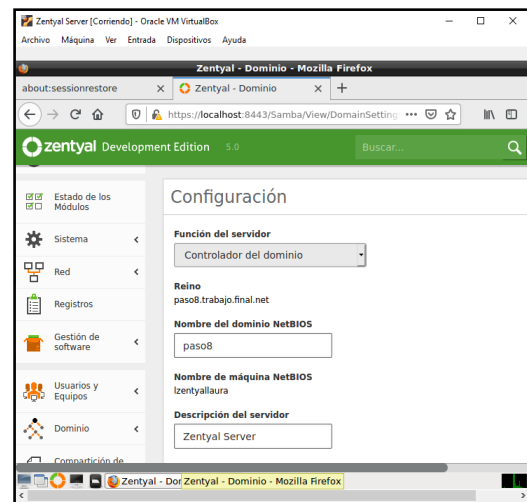 Zentyal Server [Corriendo] - Oracle VM VirtualBox
Archivo Máquina Ver Entrada Dispositivos Ayuda
Zentyal - Dominio - Mozilla Firefox
about:sessionrestore
Zentyal - Dominio
https://localhost:8443/Samba/View/DomainSetting
zentyal Development Edition 5.0
Buscar...
Estado de los
Módulos
Sistema
Red
Registros
Gestión de
software
Usuarios y
Equipos
Dominio
Compartición de
Configuración
Función del servidor
Controlador del dominio
Reino
paso8.trabajo.final.net
Nombre del dominio NetBIOS
paso8
Nombre de máquina NetBIOS
lzentyallaura
Descripción del servidor
Zentyal Server
Zentyal - Dor
Zentyal - Dominio - Mozilla Firefox